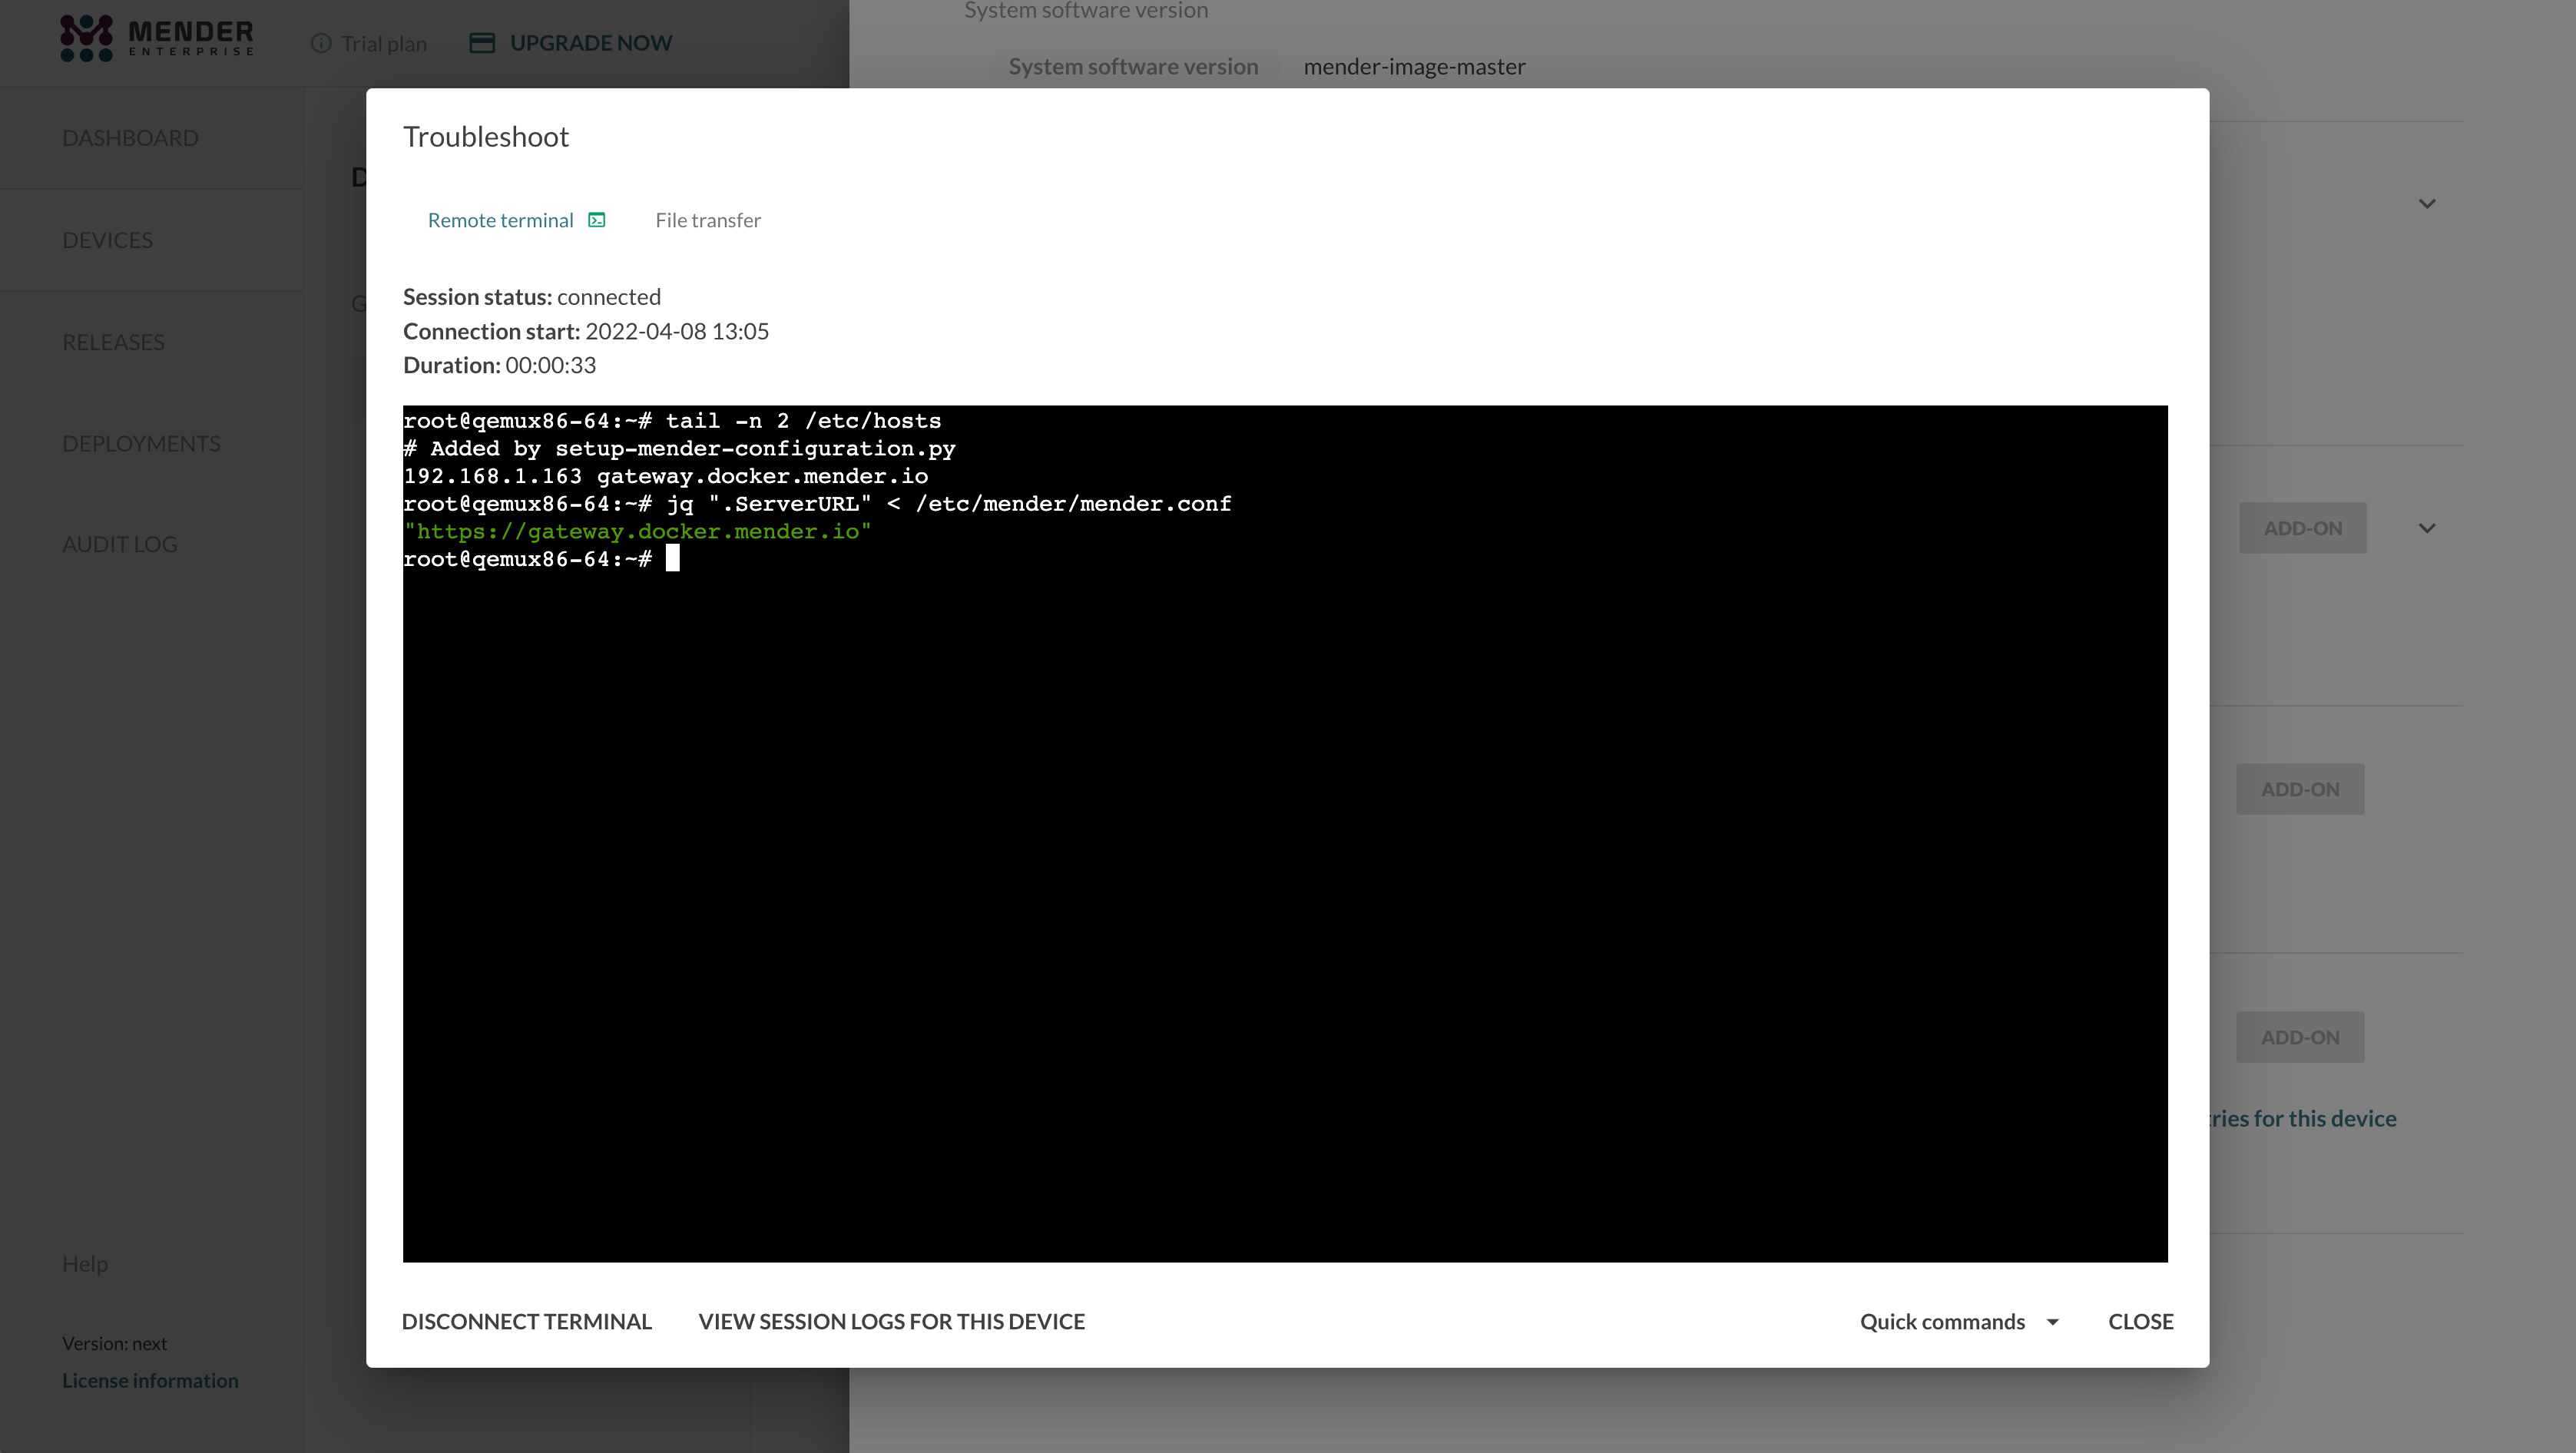 MENDER
ENTERPRISE
Trial plan
UPGRADE NOW
System software version
System software version mender-image-master
DASHBOARD
DEVICES
RELEASES
DEPLOYMENTS
AUDIT LOG
Help
Version: next
License information
Troubleshoot
Remote terminal
File transfer
Session status: connected
Connection start: 2022-04-08 13:05
Duration: 00:00:33
root@qemux86-64:~# tail -n 2 /etc/hosts
# Added by setup-mender-configuration.py
192.168.1.163 gateway.docker.mender.io
root@qemux86-64:~# jq ".ServerURL" < /etc/mender/mender.conf
"https://gateway.docker.mender.io"
root@qemux86-64:~#
DISCONNECT TERMINAL
VIEW SESSION LOGS FOR THIS DEVICE
Quick commands
CLOSE
ADD-ON
ADD-ON
ADD-ON
for this device